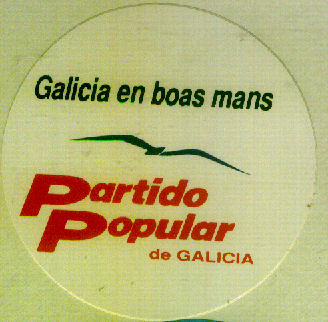 Galicia en boas mans
Partido
Popular
de GALICIA